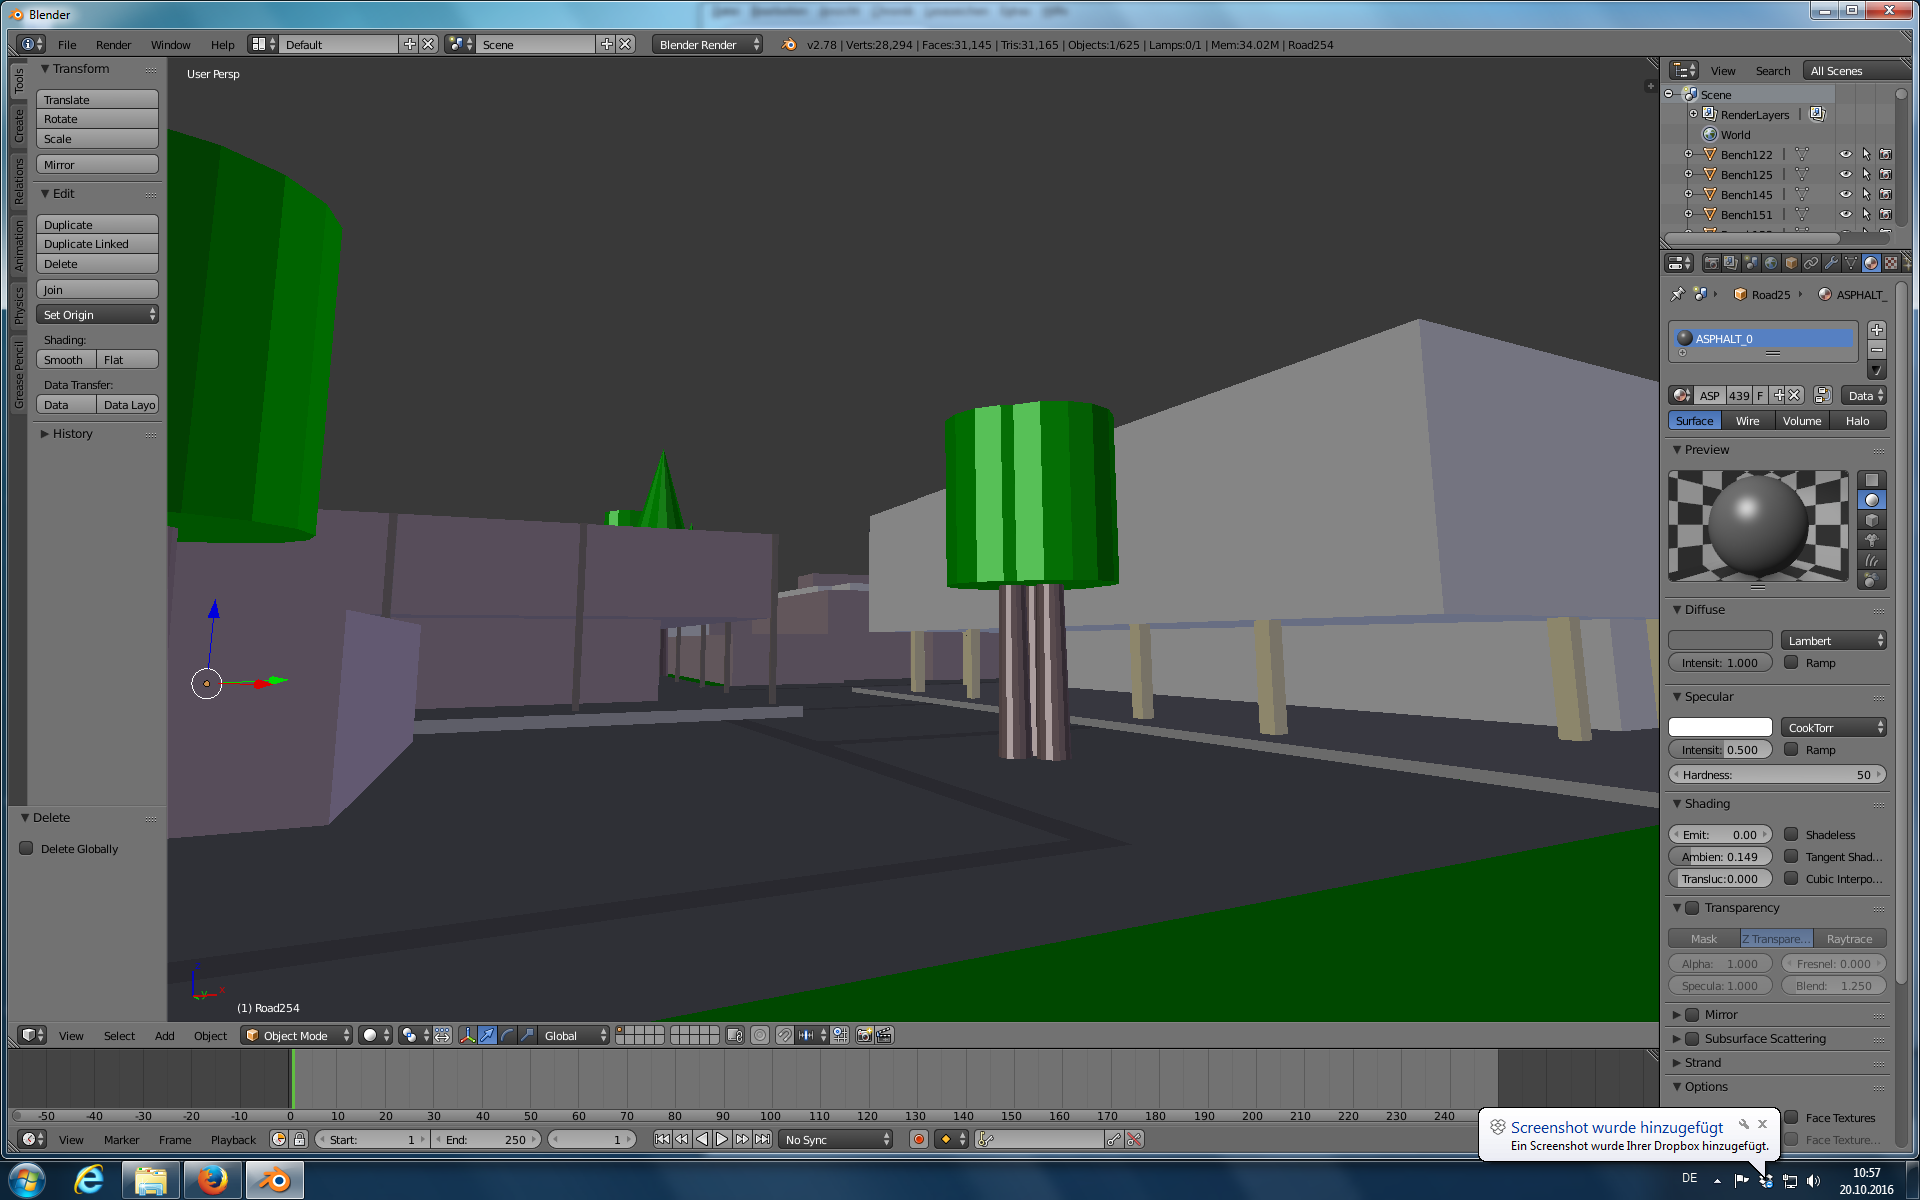 Blender
File Render Window Help Default Scene Blender Render v2.78 | Verts:28,294 | Faces:31,145 | Tris:31,165 | Objects:1/625 | Lamps:0/1 | Mem:34.02M | Road254
Tools
Create
Relations
Animation
Physics
Grease Pencil
Transform
Translate
Rotate
Scale
Mirror
Edit
Duplicate
Duplicate Linked
Delete
Join
Set Origin
Shading:
Smooth Flat
Data Transfer:
Data Data Layo
History
Delete
Delete Globally
User Persp
(1) Road254
View Select Add Object Object Mode Global
View Search All Scenes
Scene
RenderLayers
World
Bench122
Bench125
Bench145
Bench151
Road25 ASPHALT_
ASPHALT_0
ASP 439 F Data
Surface Wire Volume Halo
Preview
Diffuse
Lambert
Intensit: 1.000 Ramp
Specular
CookTorr
Intensit: 0.500 Ramp
Hardness: 50
Shading
Emit: 0.00 Shadeless
Ambien: 0.149 Tangent Shad...
Transluc:0.000 Cubic Interpo...
Transparency
Mask Z Transpare... Raytrace
Alpha: 1.000 Fresnel: 0.000
Specula: 1.000 Blend: 1.250
Mirror
Subsurface Scattering
Strand
Options
Face Textures
Face Texture...
-50 -40 -30 -20 -10 0 10 20 30 40 50 60 70 80 90 100 110 120 130 140 150 160 170 180 190 200 210 220 230 240
View Marker Frame Playback Start: 1 End: 250 1 No Sync
Screenshot wurde hinzugefügt
Ein Screenshot wurde Ihrer Dropbox hinzugefügt.
DE
10:57
20.10.2016